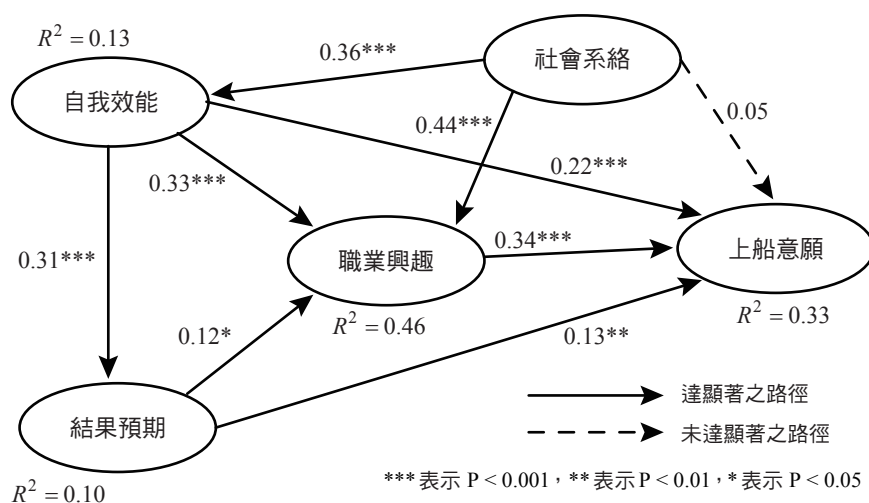 R² = 0.13
0.36***
社會系絡
自我效能
0.44***
0.05
0.22***
0.33***
0.31***
職業興趣
0.34***
上船意願
R² = 0.46
R² = 0.33
0.12*
0.13**
結果預期
R² = 0.10
達顯著之路徑
未達顯著之路徑
*** 表示 P < 0.001，** 表示 P < 0.01，* 表示 P < 0.05